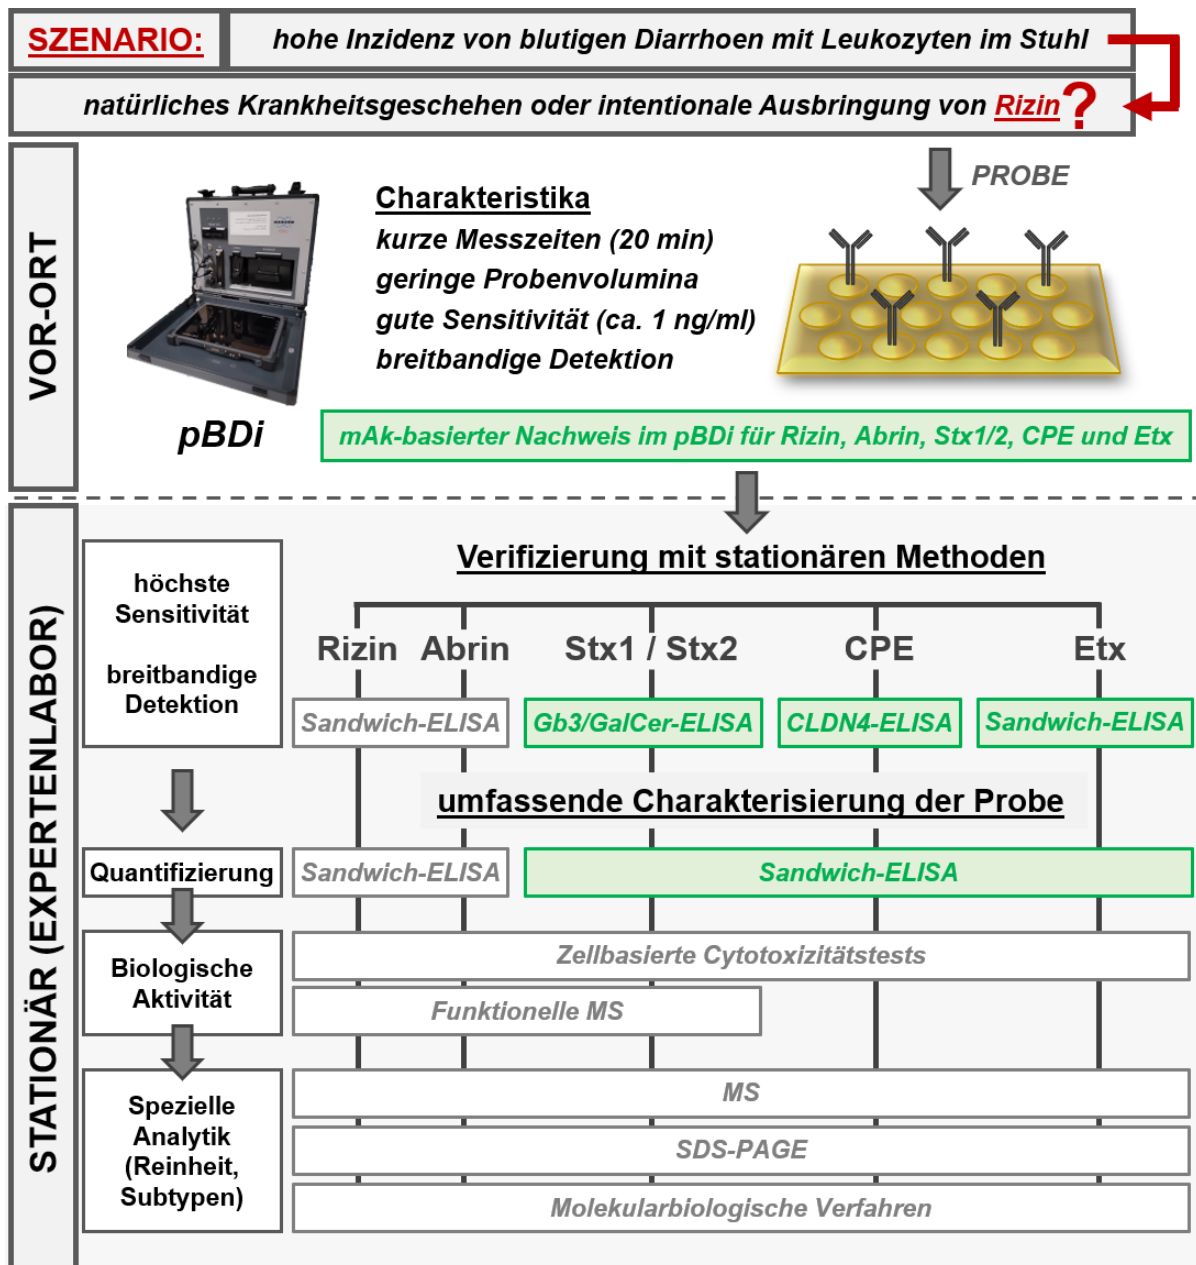 SZENARIO:
hohe Inzidenz von blutigen Diarrhoen mit Leukozyten im Stuhl
natürliches Krankheitsgeschehen oder intentionale Ausbringung von Rizin?
VOR-ORT
PROBE
Charakteristika
kurze Messzeiten (20 min)
geringe Probenvolumina
gute Sensitivität (ca. 1 ng/ml)
breitbandige Detektion
pBDi
mAk-basierter Nachweis im pBDi für Rizin, Abrin, Stx1/2, CPE und Etx
STATIONÄR (EXPERTENLABOR)
höchste
Sensitivität
breitbandige
Detektion
Verifizierung mit stationären Methoden
Rizin Abrin Stx1 / Stx2 CPE Etx
Sandwich-ELISA Gb3/GalCer-ELISA CLDN4-ELISA Sandwich-ELISA
umfassende Charakterisierung der Probe
Quantifizierung
Sandwich-ELISA Sandwich-ELISA
Biologische
Aktivität
Zellbasierte Cytotoxizitätstests
Funktionelle MS
Spezielle
Analytik
(Reinheit,
Subtypen)
MS
SDS-PAGE
Molekularbiologische Verfahren